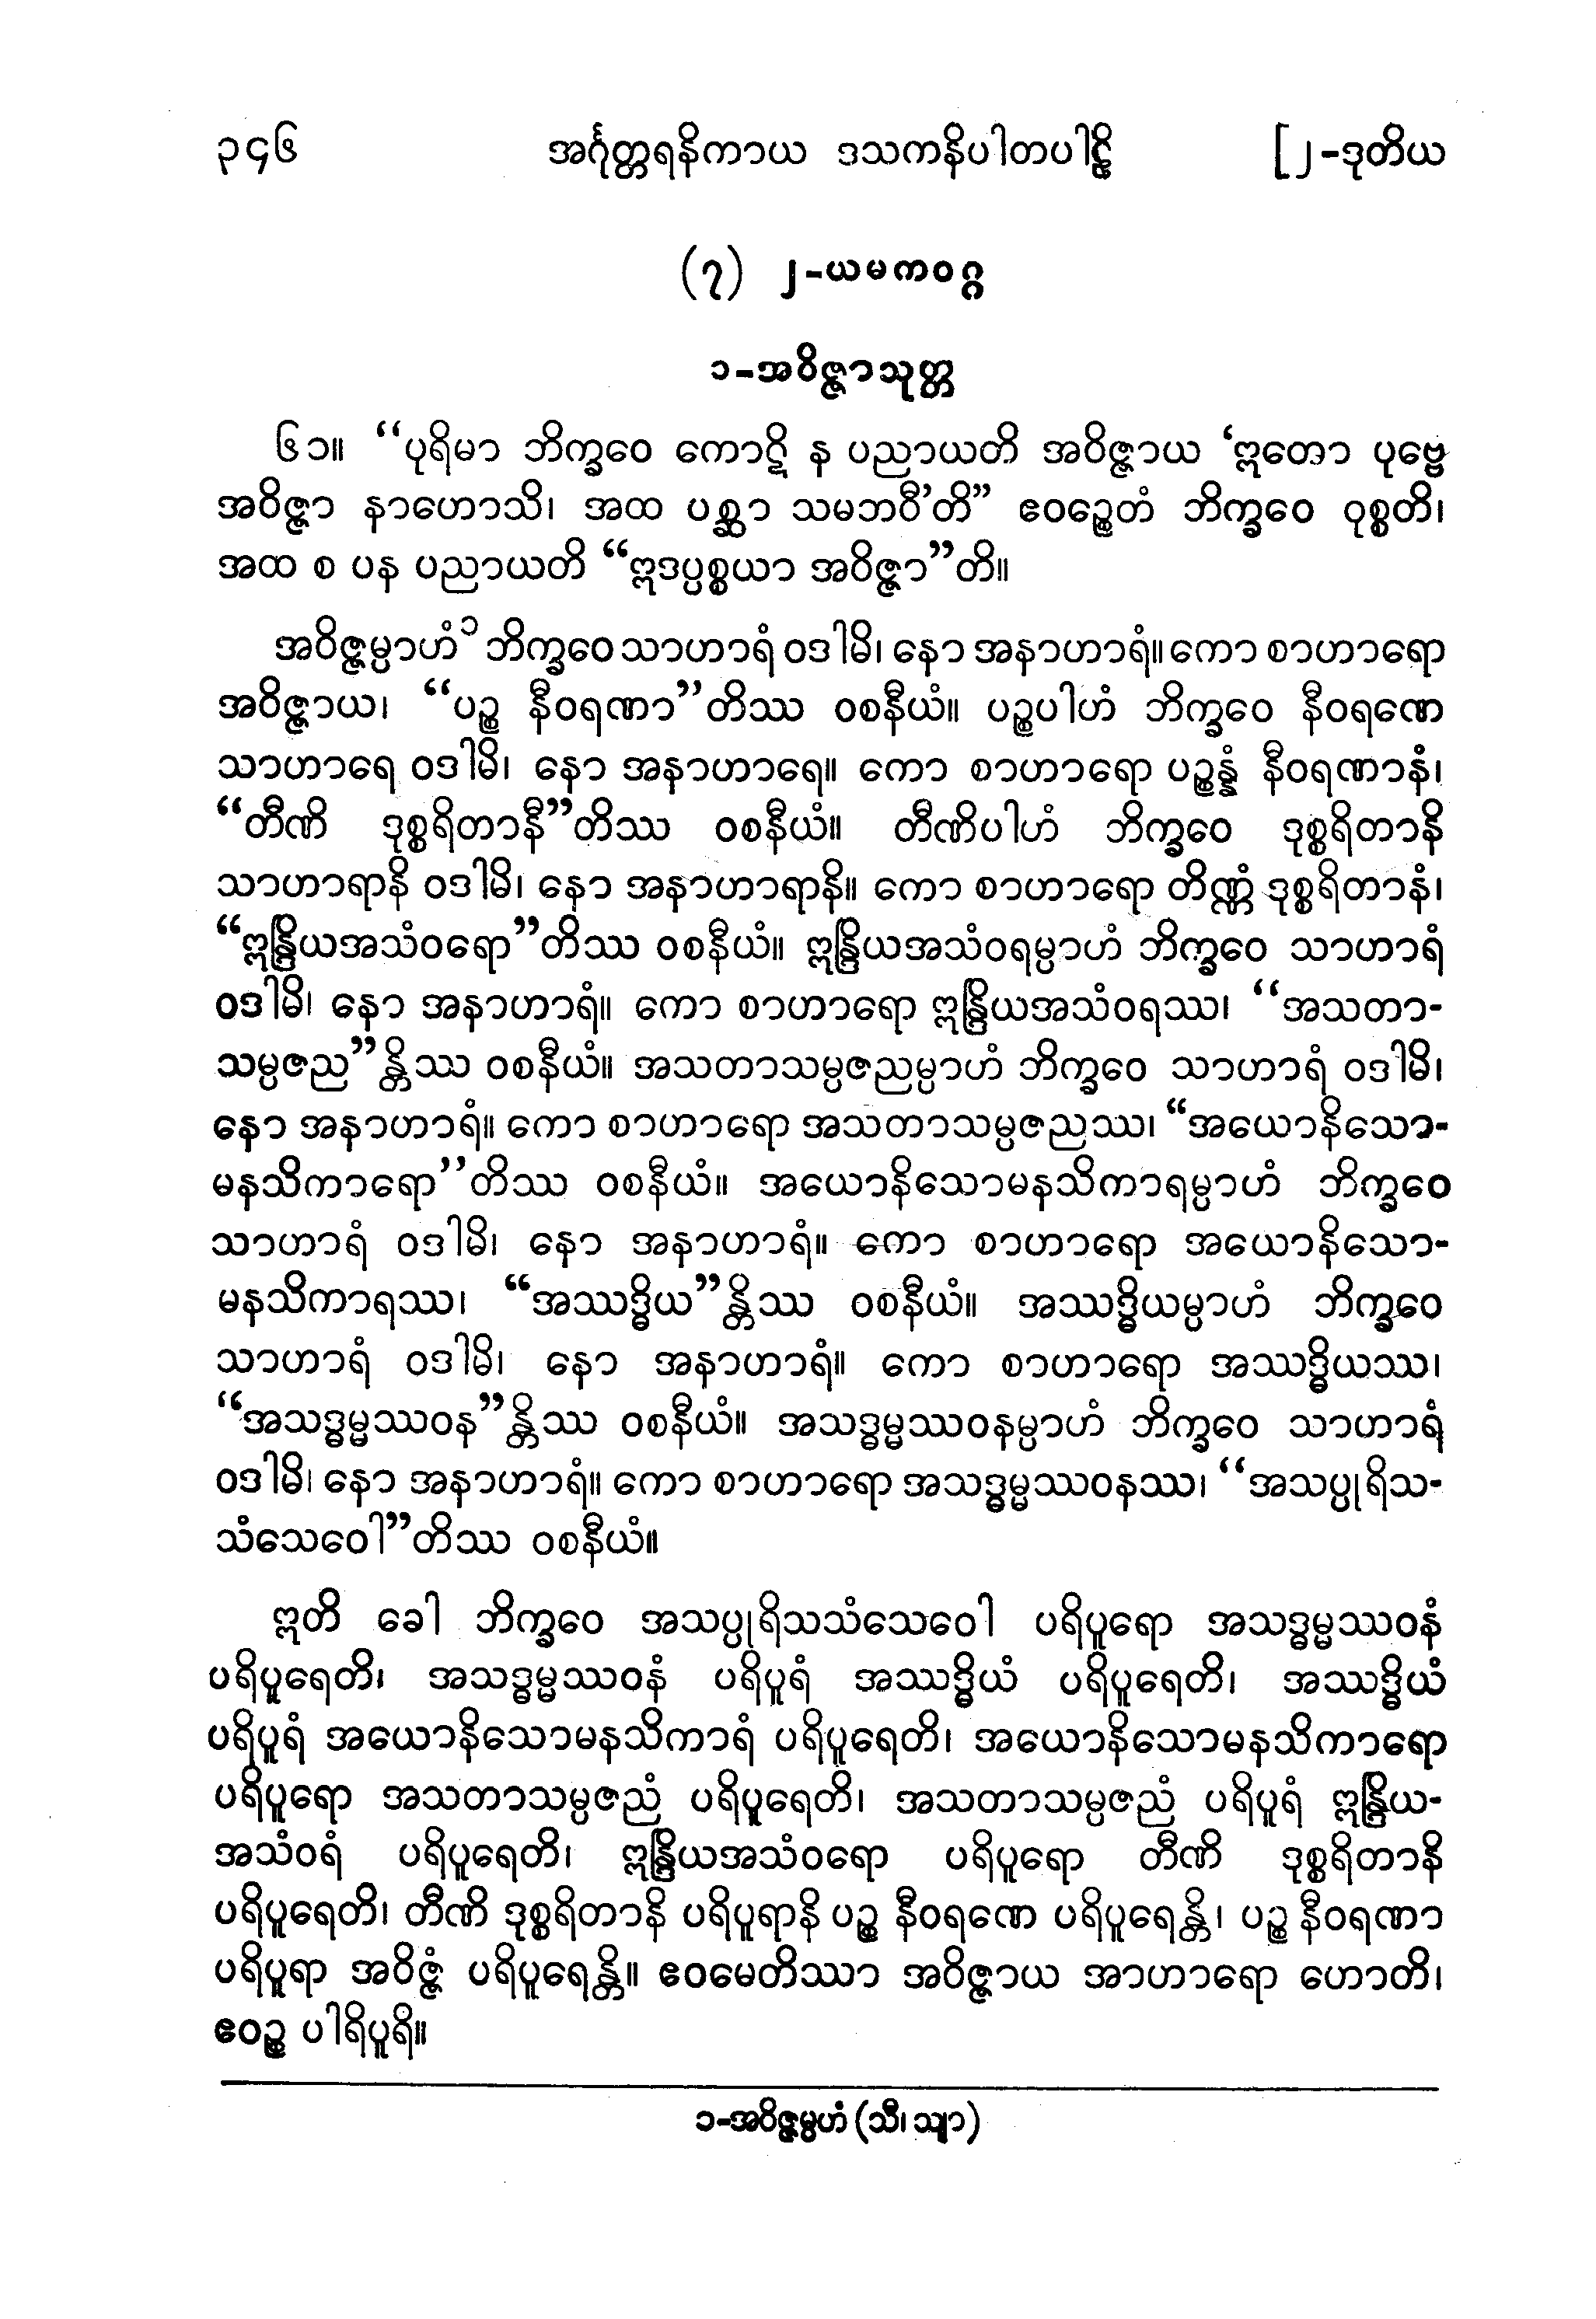 ၃၄၆ အင်္ဂုတ္တရနိကာယ ဒသကနိပါတပါဠိ [၂-ဒုတိယ
(၇) ၂-ယမကဝဂ္ဂ
၁-အဝိဇ္ဇာသုတ္တ
၆၁။ “ပုရိမာ ဘိက္ခဝေ ကောဋိ န ပညာယတိ အဝိဇ္ဇာယ ‘ဣတော ပုဗ္ဗေ
အဝိဇ္ဇာ နာဟောသိ၊ အထ ပစ္ဆာ သမဘဝီ’တိ” ဧဝဉ္စေတံ ဘိက္ခဝေ ဝုစ္စတိ၊
အထ စ ပန ပညာယတိ “ဣဒပ္ပစ္စယာ အဝိဇ္ဇာ”တိ။
အဝိဇ္ဇမ္ပာဟံ၁ ဘိက္ခဝေ သာဟာရံ ဝဒါမိ၊ နော အနာဟာရံ။ ကော စာဟာရော
အဝိဇ္ဇာယ၊ “ပဉ္စ နီဝရဏာ”တိဿ ဝစနီယံ။ ပဉ္စပါဟံ ဘိက္ခဝေ နီဝရဏေ
သာဟာရေ ဝဒါမိ၊ နော အနာဟာရေ။ ကော စာဟာရော ပဉ္စန္နံ နီဝရဏာနံ၊
“တီဏိ ဒုစ္စရိတာနီ”တိဿ ဝစနီယံ။ တီဏိပါဟံ ဘိက္ခဝေ ဒုစ္စရိတာနိ
သာဟာရာနိ ဝဒါမိ၊ နော အနာဟာရာနိ။ ကော စာဟာရော တိဏ္ဏံ ဒုစ္စရိတာနံ၊
“ဣန္ဒြိယအသံဝရော”တိဿ ဝစနီယံ။ ဣန္ဒြိယအသံဝရမ္ပာဟံ ဘိက္ခဝေ သာဟာရံ
ဝဒါမိ၊ နော အနာဟာရံ။ ကော စာဟာရော ဣန္ဒြိယအသံဝရဿ၊ “အသတာ-
သမ္ပဇည”န္တိဿ ဝစနီယံ။ အသတာသမ္ပဇညမ္ပာဟံ ဘိက္ခဝေ သာဟာရံ ဝဒါမိ၊
နော အနာဟာရံ။ ကော စာဟာရော အသတာသမ္ပဇညဿ၊ “အယောနိသော-
မနသိကာရော”တိဿ ဝစနီယံ။ အယောနိသောမနသိကာရမ္ပာဟံ ဘိက္ခဝေ
သာဟာရံ ဝဒါမိ၊ နော အနာဟာရံ။ ကော စာဟာရော အယောနိသော-
မနသိကာရဿ၊ “အဿဒ္ဓိယ”န္တိဿ ဝစနီယံ။ အဿဒ္ဓိယမ္ပာဟံ ဘိက္ခဝေ
သာဟာရံ ဝဒါမိ၊ နော အနာဟာရံ။ ကော စာဟာရော အဿဒ္ဓိယဿ၊
“အသဒ္ဓမ္မဿဝန”န္တိဿ ဝစနီယံ။ အသဒ္ဓမ္မဿဝနမ္ပာဟံ ဘိက္ခဝေ သာဟာရံ
ဝဒါမိ၊ နော အနာဟာရံ။ ကော စာဟာရော အသဒ္ဓမ္မဿဝနဿ၊ “အသပ္ပုရိသ-
သံသေဝေါ”တိဿ ဝစနီယံ။
ဣတိ ခေါ ဘိက္ခဝေ အသပ္ပုရိသသံသေဝေါ ပရိပူရော အသဒ္ဓမ္မဿဝနံ
ပရိပူရေတိ၊ အသဒ္ဓမ္မဿဝနံ ပရိပူရံ အဿဒ္ဓိယံ ပရိပူရေတိ၊ အဿဒ္ဓိယံ
ပရိပူရံ အယောနိသောမနသိကာရံ ပရိပူရေတိ၊ အယောနိသောမနသိကာရော
ပရိပူရော အသတာသမ္ပဇညံ ပရိပူရေတိ၊ အသတာသမ္ပဇညံ ပရိပူရံ ဣန္ဒြိယ-
အသံဝရံ ပရိပူရေတိ၊ ဣန္ဒြိယအသံဝရော ပရိပူရော တီဏိ ဒုစ္စရိတာနိ
ပရိပူရေတိ၊ တီဏိ ဒုစ္စရိတာနိ ပရိပူရာနိ ပဉ္စ နီဝရဏေ ပရိပူရေန္တိ၊ ပဉ္စ နီဝရဏာ
ပရိပူရာ အဝိဇ္ဇံ ပရိပူရေန္တိ။ ဧဝမေတိဿာ အဝိဇ္ဇာယ အာဟာရော ဟောတိ၊
ဧဝဉ္စ ပါရိပူရိ။
၁-အဝိဇ္ဇမ္ပဟံ (သီ၊ သျာ)